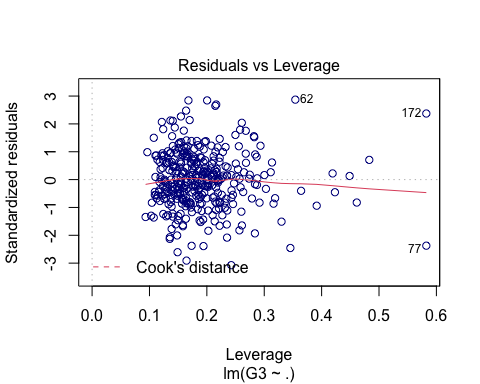 Residuals vs Leverage
Standardized residuals
3
2
1
0
-1
-2
-3
62
172
77
Cook's distance
0.0 0.1 0.2 0.3 0.4 0.5 0.6
Leverage
lm(G3 ~ .)